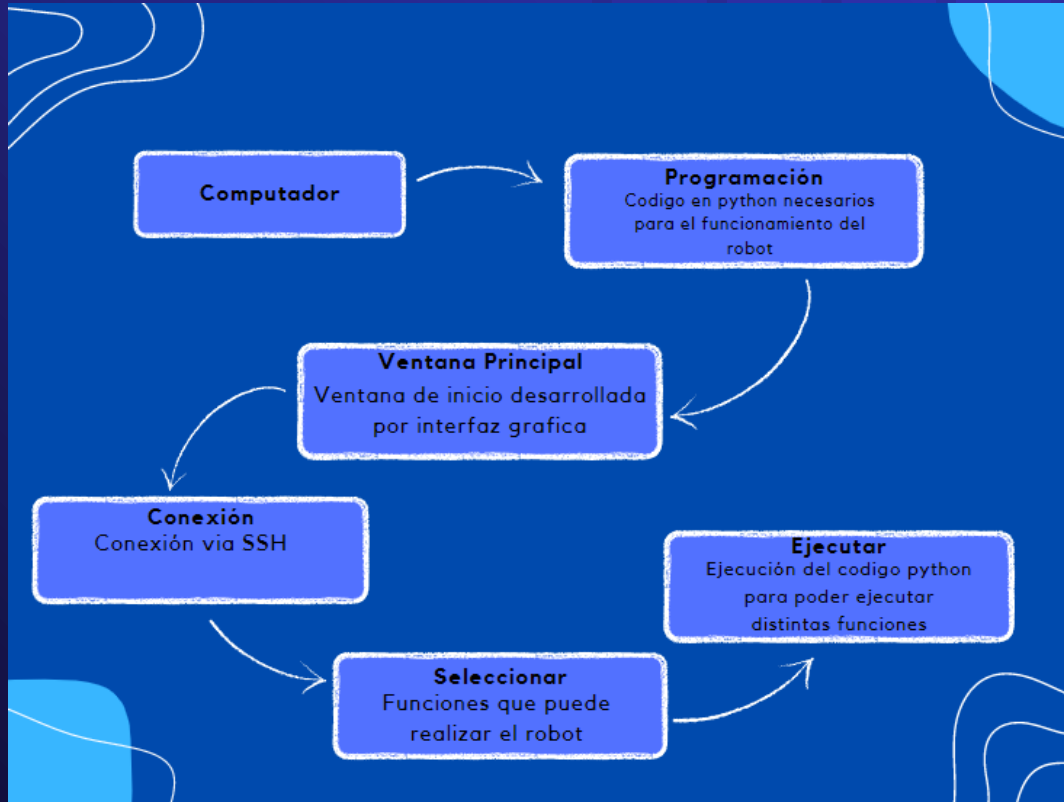 Computador
Programación
Codigo en python necesarios
para el funcionamiento del
robot
Ventana Principal
Ventana de inicio desarrollada
por interfaz grafica
Conexión
Conexión via SSH
Seleccionar
Funciones que puede
realizar el robot
Ejecutar
Ejecución del codigo python
para poder ejecutar
distintas funciones